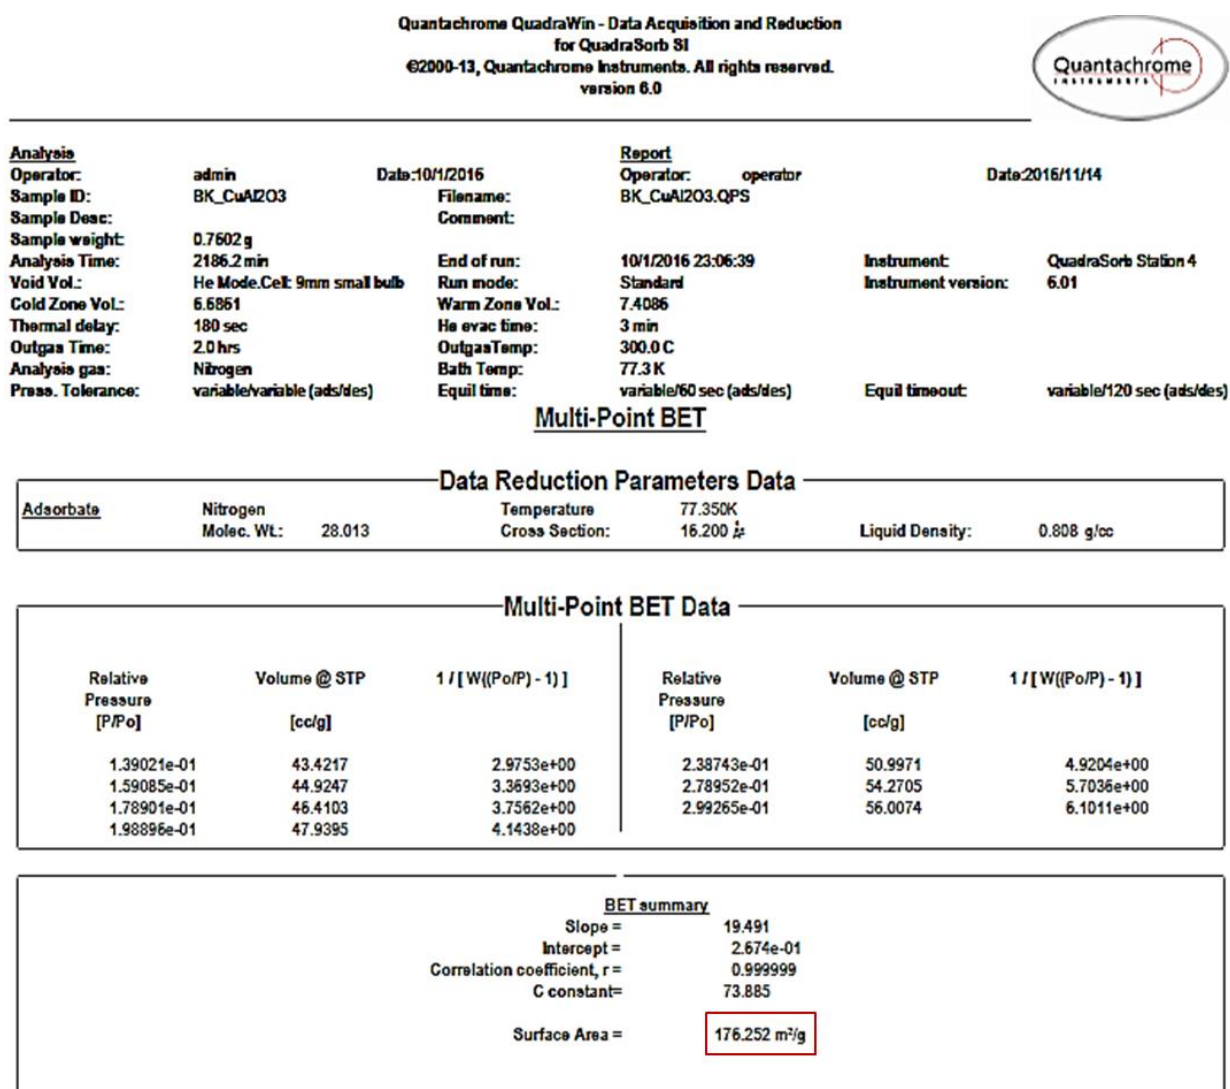 Quantachrome QuadraWin - Data Acquisition and Reduction
for QuadraSorb SI
©2000-13, Quantachrome Instruments. All rights reserved.
version 6.0
Quantachrome
INSTRUMENTS
Analysis Report
Operator: admin Date:10/1/2016 Operator: operator Date:2016/11/14
Sample ID: BK_CuAl2O3 Filename: BK_CuAl2O3.QPS
Sample Desc: Comment:
Sample weight: 0.7602 g
Analysis Time: 2186.2 min End of run: 10/1/2016 23:06:39 Instrument: QuadraSorb Station 4
Void Vol.: He Mode.Cell: 9mm small bulb Run mode: Standard Instrument version: 6.01
Cold Zone Vol.: 6.6861 Warm Zone Vol.: 7.4086
Thermal delay: 180 sec He evac time: 3 min
Outgas Time: 2.0 hrs OutgasTemp: 300.0 C
Analysis gas: Nitrogen Bath Temp: 77.3 K
Press. Tolerance: variable/variable (ads/des) Equil time: variable/60 sec (ads/des) Equil timeout: variable/120 sec (ads/des)
Multi-Point BET
Data Reduction Parameters Data
Adsorbate Nitrogen Temperature 77.350K
Molec. Wt.: 28.013 Cross Section: 16.200 Liquid Density: 0.808 g/cc
Multi-Point BET Data
Relative Volume @ STP 1 / [ W((Po/P) - 1) ] Relative Volume @ STP 1 / [ W((Po/P) - 1) ]
Pressure Pressure
[P/Po] [cc/g] [P/Po] [cc/g]
1.39021e-01 43.4217 2.9753e+00 2.38743e-01 50.9971 4.9204e+00
1.59085e-01 44.9247 3.3693e+00 2.78952e-01 54.2705 5.7036e+00
1.78901e-01 46.4103 3.7562e+00 2.99265e-01 56.0074 6.1011e+00
1.98896e-01 47.9395 4.1438e+00
BET summary
Slope = 19.491
Intercept = 2.674e-01
Correlation coefficient, r = 0.999999
C constant= 73.885
Surface Area = 176.252 m²/g